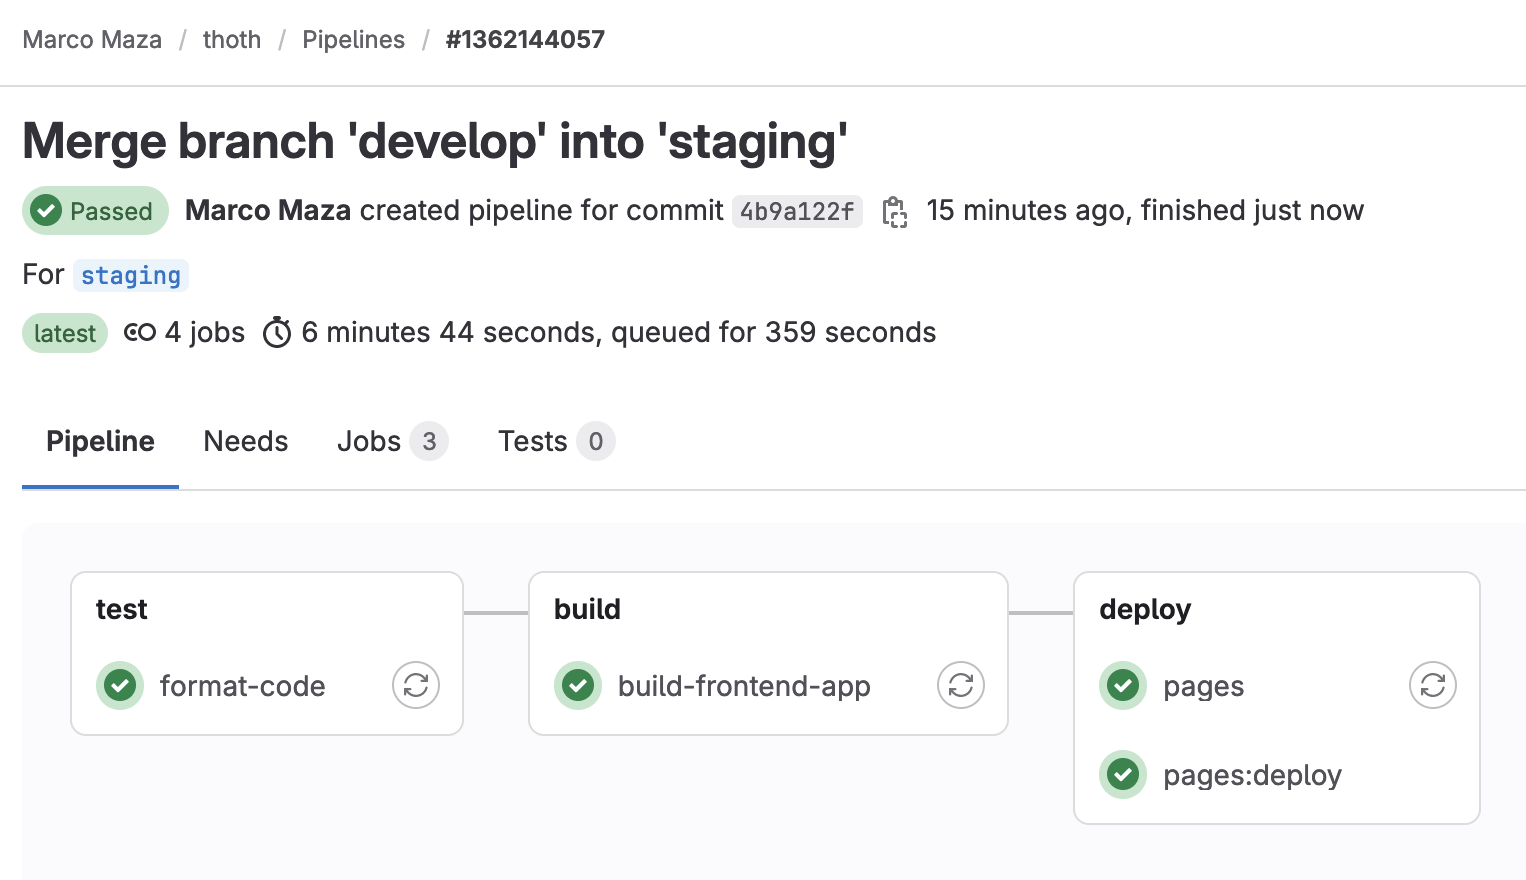 Marco Maza / thoth / Pipelines / #1362144057
Merge branch 'develop' into 'staging'
Passed Marco Maza created pipeline for commit 4b9a122f 15 minutes ago, finished just now
For staging
latest 4 jobs 6 minutes 44 seconds, queued for 359 seconds
Pipeline Needs Jobs 3 Tests 0
test
format-code
build
build-frontend-app
deploy
pages
pages:deploy